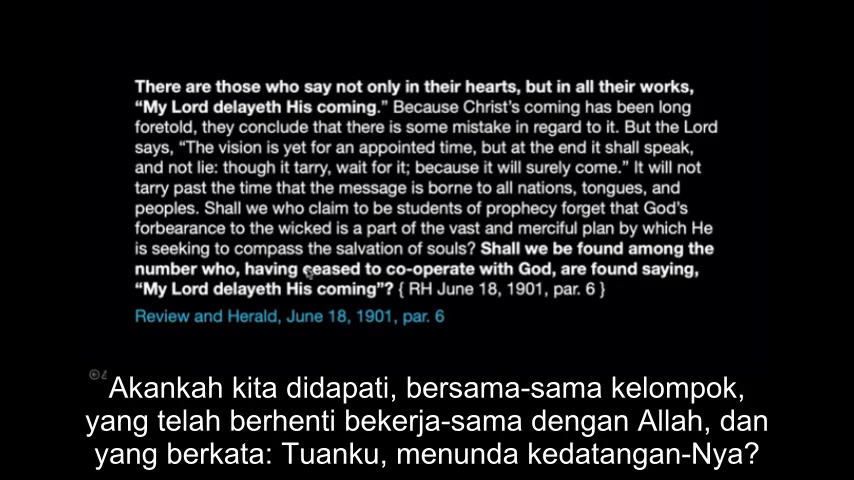 There are those who say not only in their hearts, but in all their works,
“My Lord delayeth His coming.” Because Christ’s coming has been long
foretold, they conclude that there is some mistake in regard to it. But the Lord
says, “The vision is yet for an appointed time, but at the end it shall speak,
and not lie: though it tarry, wait for it; because it will surely come.” It will not
tarry past the time that the message is borne to all nations, tongues, and
peoples. Shall we who claim to be students of prophecy forget that God’s
forbearance to the wicked is a part of the vast and merciful plan by which He
is seeking to compass the salvation of souls? Shall we be found among the
number who, having ceased to co-operate with God, are found saying,
“My Lord delayeth His coming”? { RH June 18, 1901, par. 6 }
Review and Herald, June 18, 1901, par. 6
Akankah kita didapati, bersama-sama kelompok,
yang telah berhenti bekerja-sama dengan Allah, dan
yang berkata: Tuanku, menunda kedatangan-Nya?